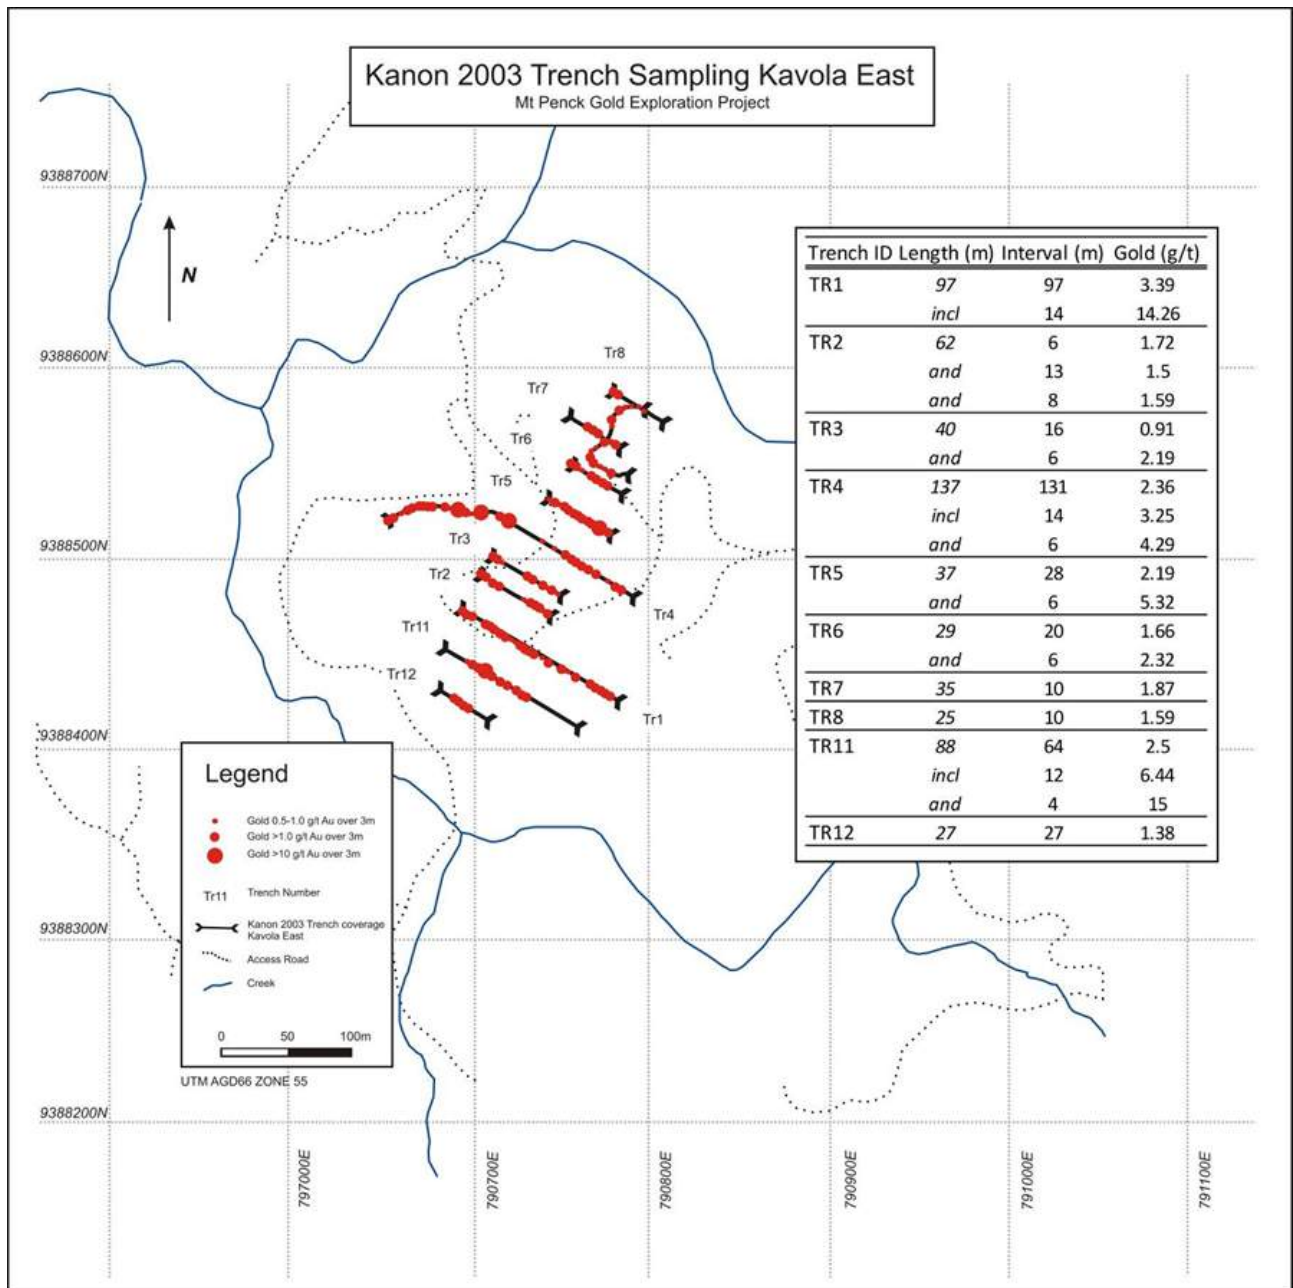 Kanon 2003 Trench Sampling Kavola East
Mt Penck Gold Exploration Project
9388700N
N
9388600N
9388500N
9388400N
9388300N
9388200N
Tr8
Tr7
Tr6
Tr5
Tr3
Tr2
Tr4
Tr11
Tr12
Tr1
Trench ID Length (m) Interval (m) Gold (g/t)
TR1 97 97 3.39
incl 14 14.26
TR2 62 6 1.72
and 13 1.5
and 8 1.59
TR3 40 16 0.91
and 6 2.19
TR4 137 131 2.36
incl 14 3.25
and 6 4.29
TR5 37 28 2.19
and 6 5.32
TR6 29 20 1.66
and 6 2.32
TR7 35 10 1.87
TR8 25 10 1.59
TR11 88 64 2.5
incl 12 6.44
and 4 15
TR12 27 27 1.38
Legend
Gold 0.5-1.0 g/t Au over 3m
Gold >1.0 g/t Au over 3m
Gold >10 g/t Au over 3m
Tr11 Trench Number
Kanon 2003 Trench coverage
Kavola East
Access Road
Creek
0 50 100m
UTM AGD66 ZONE 55
797000E
790700E
790800E
790900E
791000E
791100E